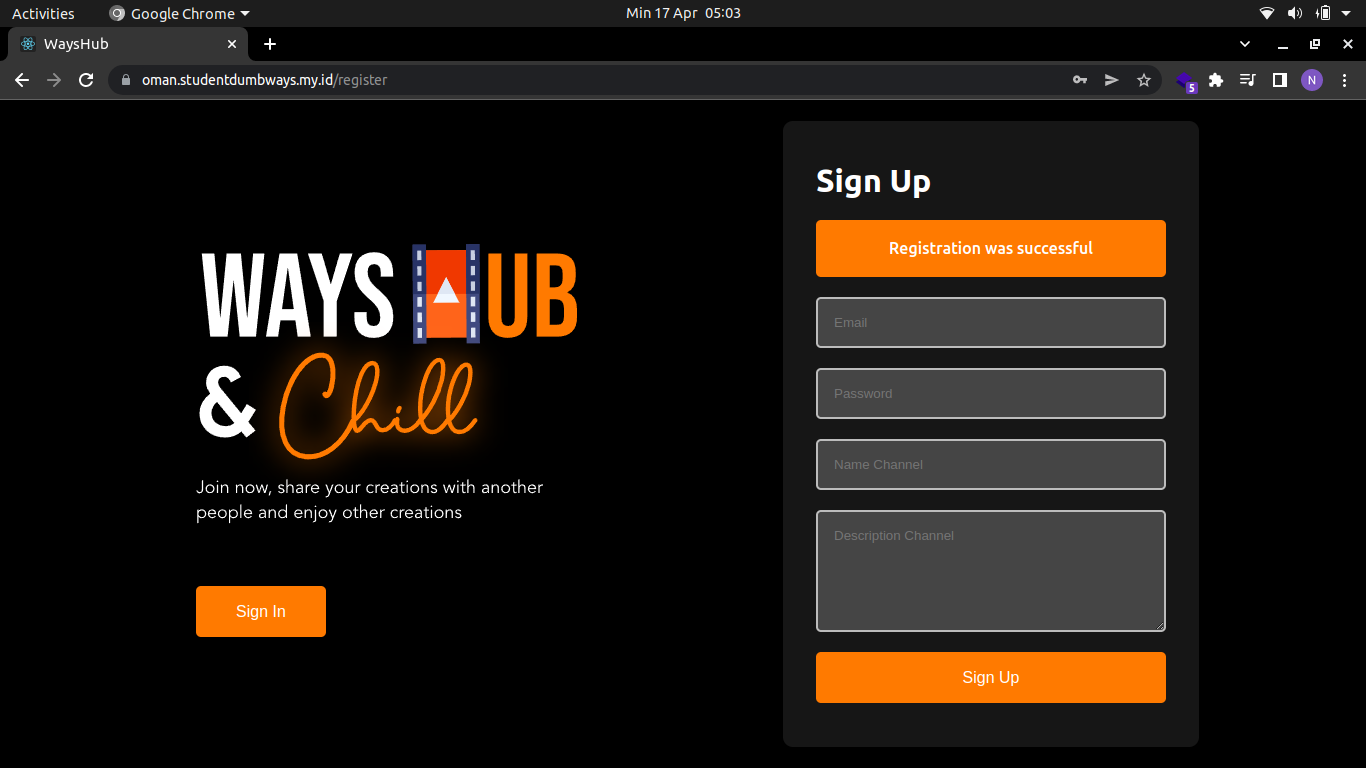 Activities
Google Chrome
Min 17 Apr 05:03
WaysHub
oman.studentdumbways.my.id/register
5
N
WAYS HUB
& Chill
Join now, share your creations with another
people and enjoy other creations
Sign In
Sign Up
Registration was successful
Email
Password
Name Channel
Description Channel
Sign Up